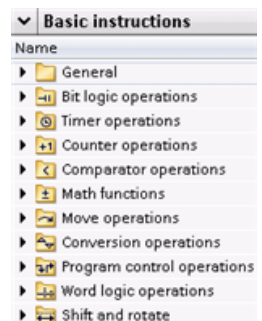 Basic instructions
Name
General
Bit logic operations
Timer operations
Counter operations
Comparator operations
Math functions
Move operations
Conversion operations
Program control operations
Word logic operations
Shift and rotate